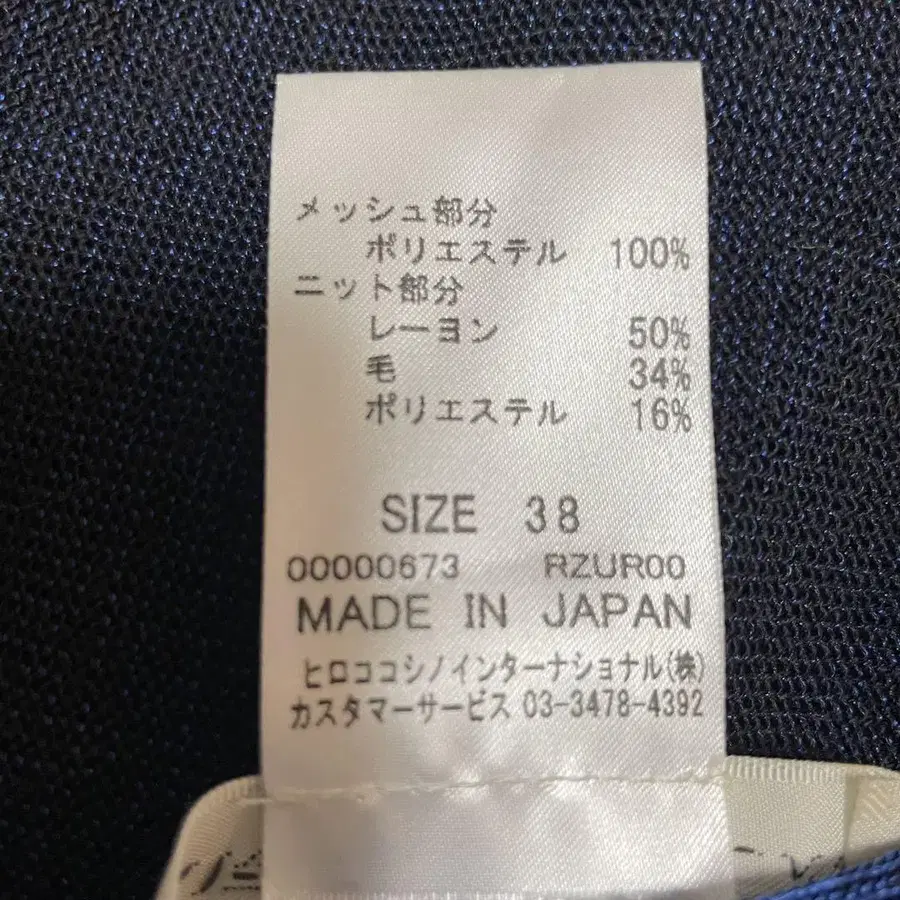 メッシュ部分
ポリエステル 100%
ニット部分
レーヨン 50%
毛 34%
ポリエステル 16%
SIZE 38
00000673 RZUR00
MADE IN JAPAN
ヒロココシノインターナショナル(株)
カスタマーサービス 03-3478-4392